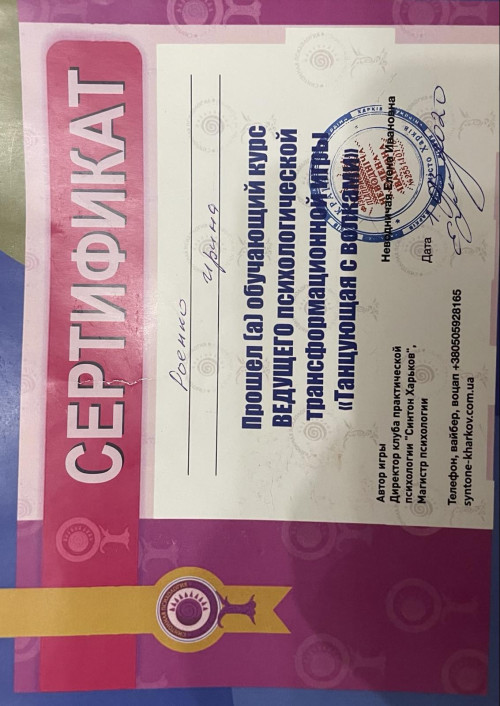 СЕРТИФИКАТ
Роенко
Ирина
Прошел (а) обучающий курс
ВЕДУЩЕГО психологической
трансформационной игры
«Танцующая с волками»
Автор игры
Директор клуба практической
психологии "Синтон Харьков",
Магистр психологии
Неводничая Елена Ивановна
Дата
2020
Телефон, вайбер, воцап +380505928165
syntone-kharkov.com.ua